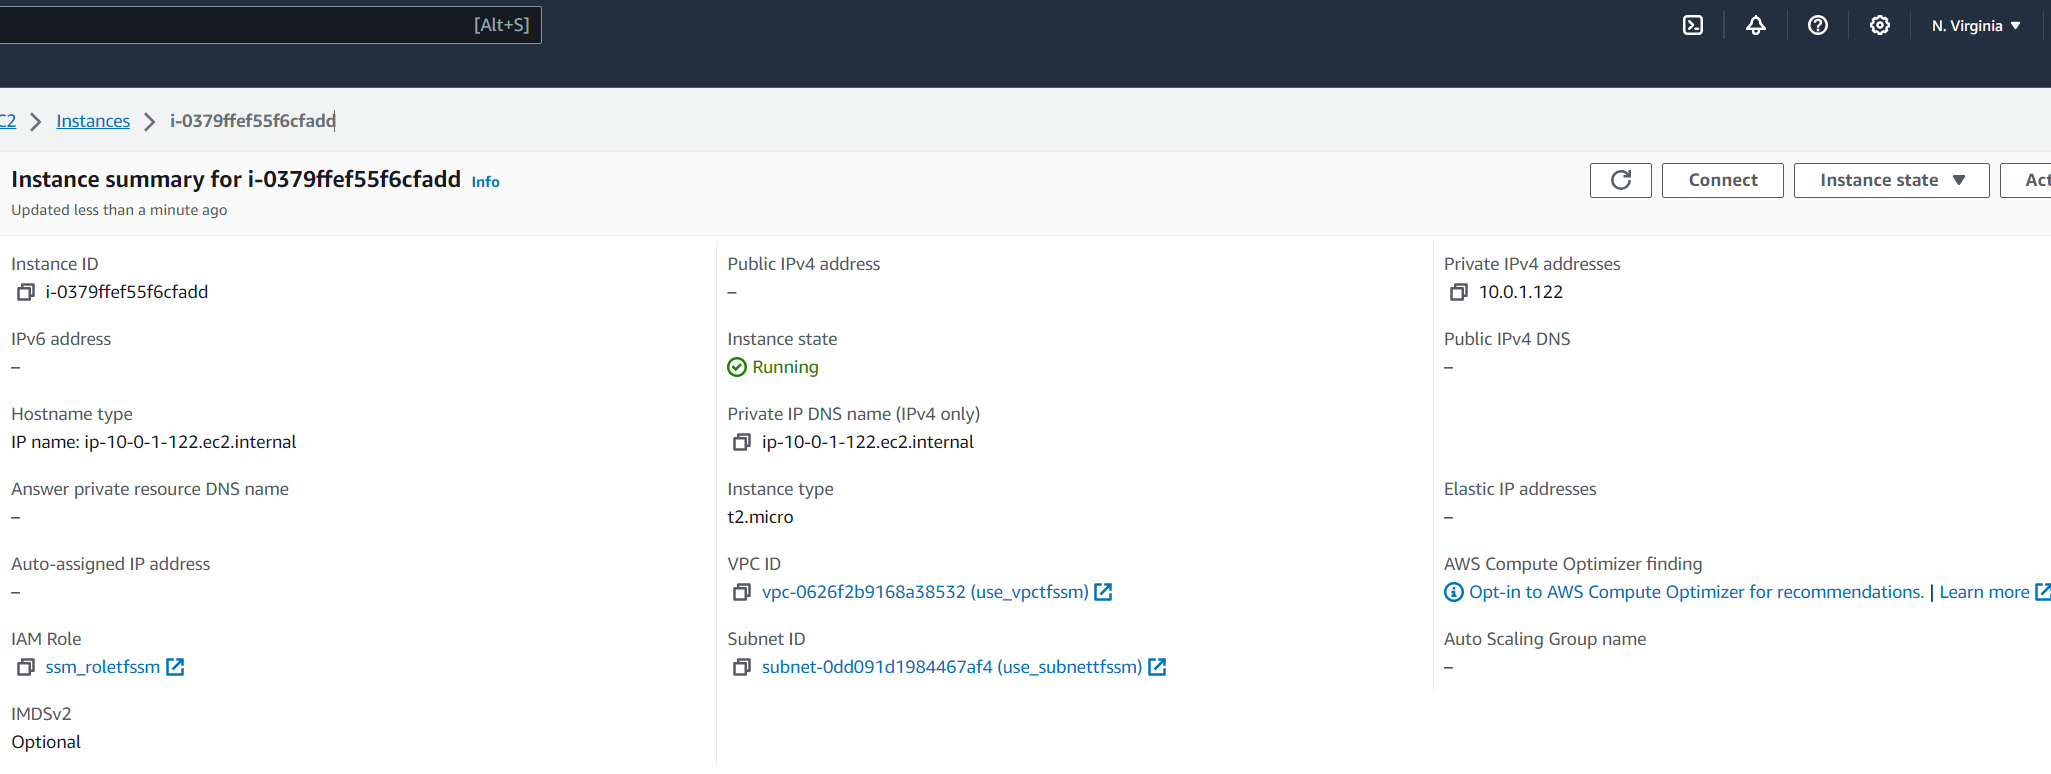 [Alt+S]
N. Virginia
C2 > Instances > i-0379ffef55f6cfadd
Instance summary for i-0379ffef55f6cfadd Info
Updated less than a minute ago
Connect
Instance state
Act
Instance ID
i-0379ffef55f6cfadd
Public IPv4 address
–
Private IPv4 addresses
10.0.1.122
IPv6 address
–
Instance state
Running
Public IPv4 DNS
–
Hostname type
IP name: ip-10-0-1-122.ec2.internal
Private IP DNS name (IPv4 only)
ip-10-0-1-122.ec2.internal
Answer private resource DNS name
–
Instance type
t2.micro
Elastic IP addresses
–
Auto-assigned IP address
–
VPC ID
vpc-0626f2b9168a38532 (use_vpctfssm)
AWS Compute Optimizer finding
Opt-in to AWS Compute Optimizer for recommendations. | Learn more
IAM Role
ssm_roletfssm
Subnet ID
subnet-0dd091d1984467af4 (use_subnettfssm)
Auto Scaling Group name
–
IMDSv2
Optional